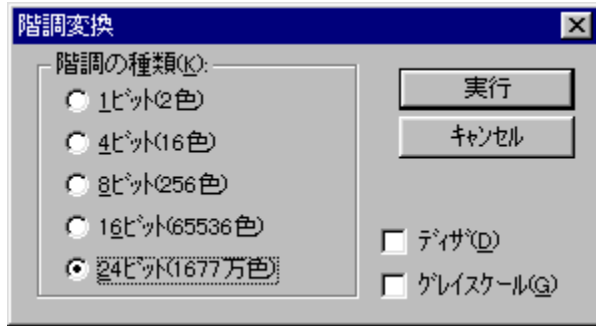 階調変換
階調の種類(K):
1ﾋﾞｯﾄ(2色)
4ﾋﾞｯﾄ(16色)
8ﾋﾞｯﾄ(256色)
16ﾋﾞｯﾄ(65536色)
24ﾋﾞｯﾄ(1677万色)
実行
ｷｬﾝｾﾙ
ﾃﾞｨｻﾞ(D)
ｸﾞﾚｲｽｹｰﾙ(G)